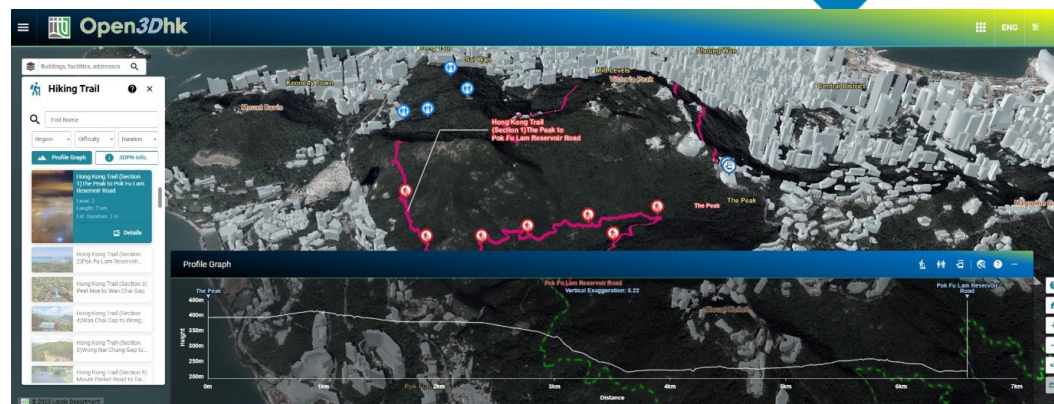 Open3Dhk
ENG
Buildings, facilities, addresses
Hiking Trail
Trail Name
Region
Difficulty
Duration
Profile Graph
3DPN Info.
Hong Kong Trail (Section
1)The Peak to Pok Fu Lam
Reservoir Road
Level: 2
Length: 7 km
Est. Duration: 2 h
Details
Hong Kong Trail (Section
2)Pok Fu Lam Reservoir...
Hong Kong Trail (Section 3)
Peel Rise to Wan Chai Gap
Hong Kong Trail (Section
4)Wan Chai Gap to Wong...
Hong Kong Trail (Section
5)Wong Nai Chung Gap to...
Hong Kong Trail (Section 6)
Mount Parker Road to Tai
© 2023 Lands Department
Kennedy Town
Sai Wan
Sheung Wan
Mid-levels
Victoria Peak
Central District
Mount Davis
Hong Kong Trail
(Section 1)The Peak to
Pok Fu Lam Reservoir Road
The Peak
The Peak
Profile Graph
The Peak
Pok Fu Lam Reservoir Road
Vertical Exaggeration: 0.22
Pok Fu Lam Reservoir
Road
450m
400m
350m
300m
250m
200m
Height
0m
1km
2km
3km
4km
5km
6km
7km
Distance